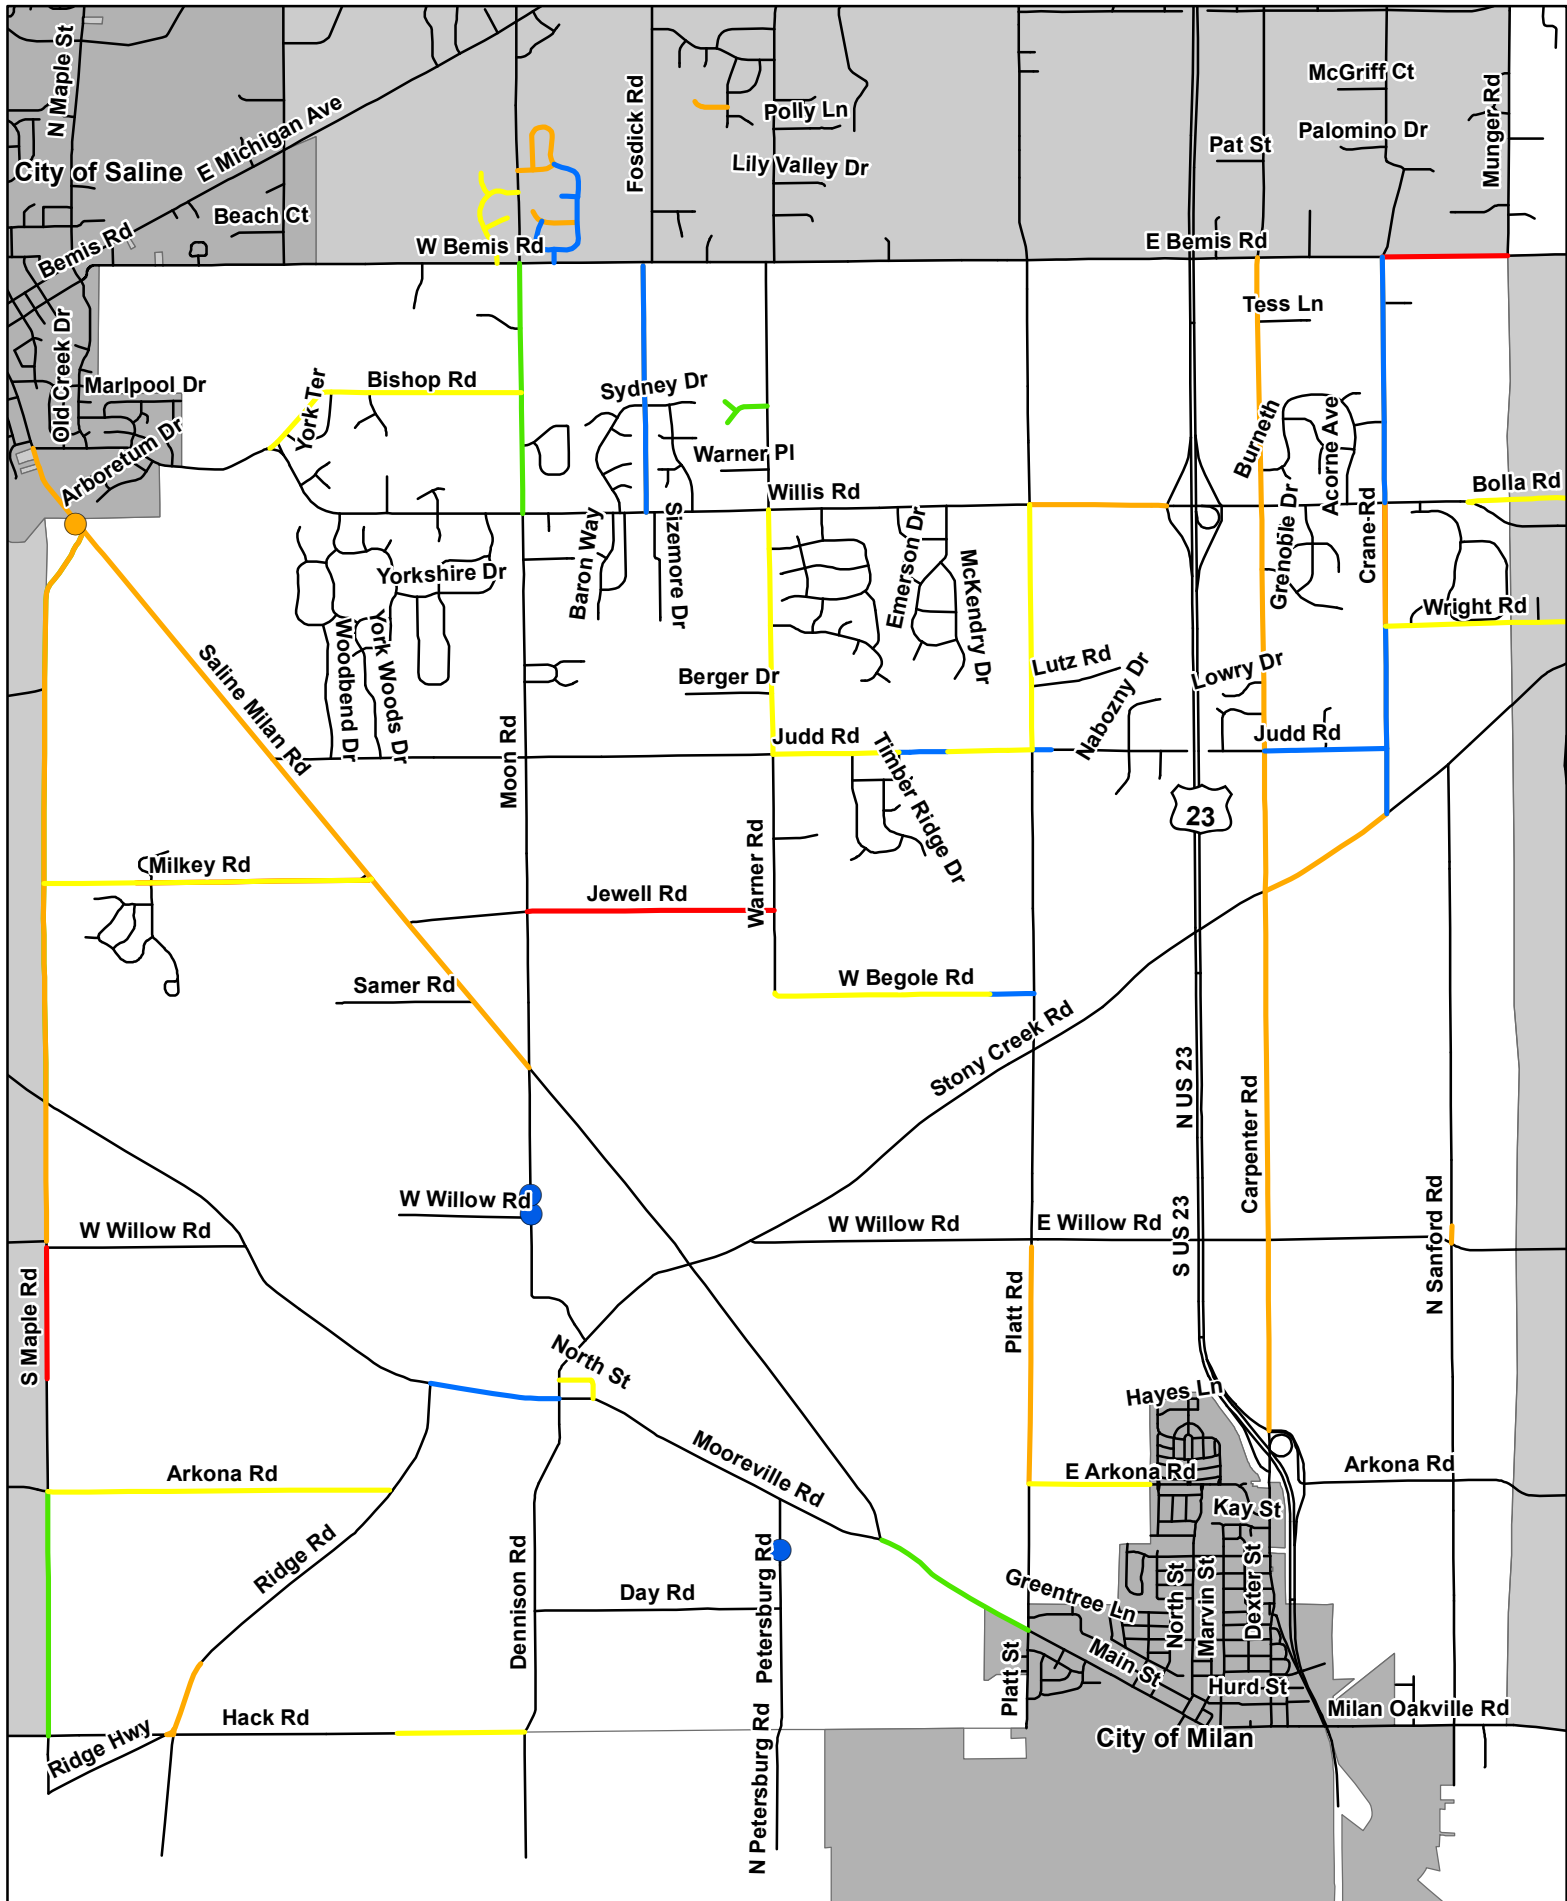 N Maple St
McGriff Ct
Munger Rd
E Michigan Ave
Fosdick Rd
Polly Ln
Palomino Dr
Pat St
City of Saline
Lily Valley Dr
Beach Ct
Bemis Rd
W Bemis Rd
E Bemis Rd
Tess Ln
Old Creek Dr
Marlpool Dr
York Ter
Bishop Rd
Sydney Dr
Burneth
Acorne Ave
Arboretum Dr
Warner Pl
Willis Rd
Bolla Rd
Grenoble Dr
Crane Rd
Baron Way
Sizemore Dr
Emerson Dr
McKendry Dr
Yorkshire Dr
Wright Rd
Woodbend Dr
York Woods Dr
Saline Milan Rd
Berger Dr
Lutz Rd
Nabozny Dr
Lowry Dr
Moon Rd
Judd Rd
Timber Ridge Dr
Judd Rd
23
Milkey Rd
Jewell Rd
Warner Rd
Samer Rd
W Begole Rd
Stony Creek Rd
N US 23
Carpenter Rd
W Willow Rd
W Willow Rd
W Willow Rd
E Willow Rd
S US 23
N Sanford Rd
S Maple Rd
Platt Rd
North St
Hayes Ln
Mooreville Rd
Arkona Rd
E Arkona Rd
Arkona Rd
Kay St
Ridge Rd
Dennison Rd
Petersburg Rd
Day Rd
Greentree Ln
North St
Marvin St
Dexter St
Main St
Platt St
Hurd St
Hack Rd
Ridge Hwy
N Petersburg Rd
Milan Oakville Rd
City of Milan